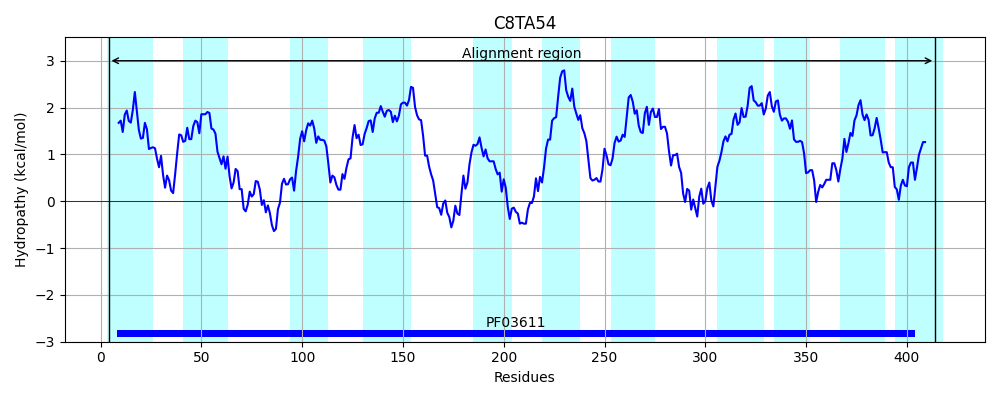 C8TA54
Alignment region
3
2
1
0
−1
−2
−3
Hydropathy (kcal/mol)
PF03611
0 50 100 150 200 250 300 350 400
Residues